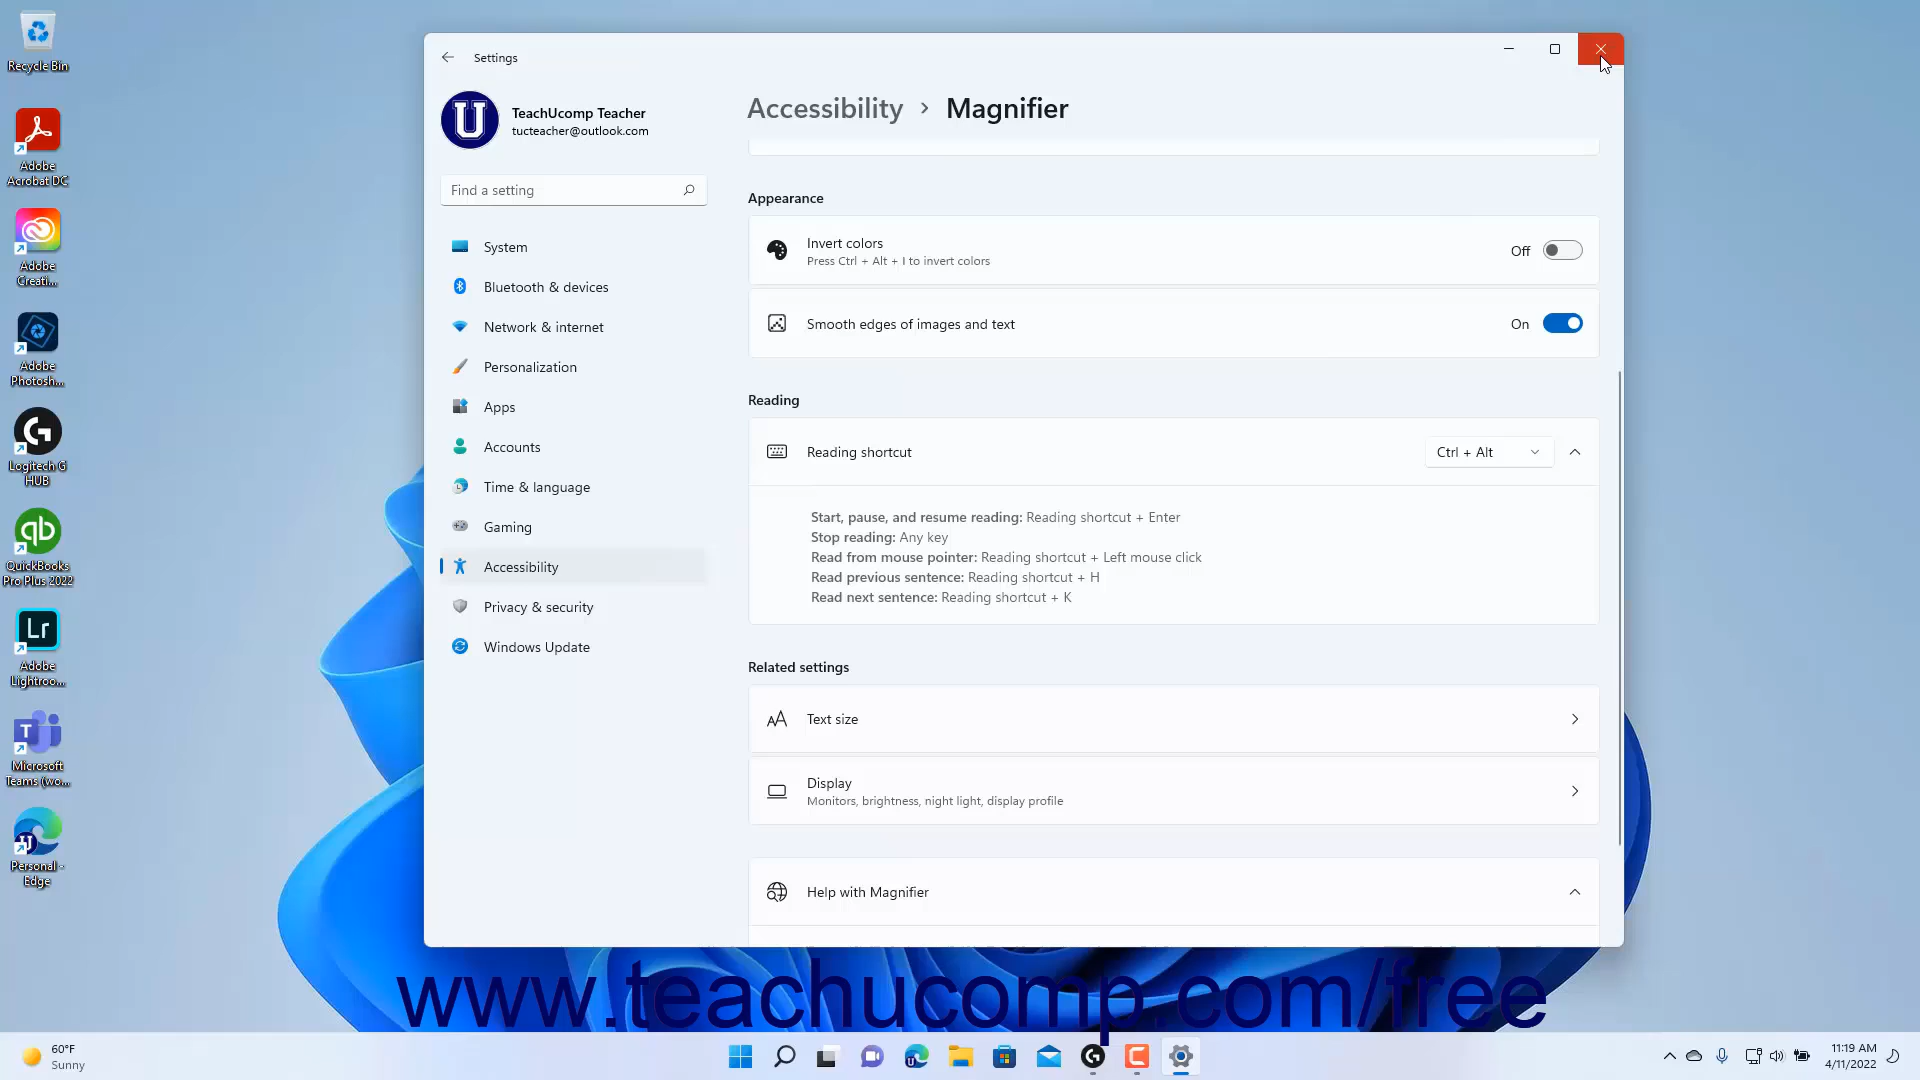 Recycle Bin
Adobe
Acrobat DC
Adobe
Creati...
Adobe
Photosh...
Logitech G
HUB
QuickBooks
Pro Plus 2022
Lr
Adobe
Lightroo...
Microsoft
Teams (wo...
Personal -
Edge
Settings
TeachUcomp Teacher
tucteacher@outlook.com
Find a setting
System
Bluetooth & devices
Network & internet
Personalization
Apps
Accounts
Time & language
Gaming
Accessibility
Privacy & security
Windows Update
Accessibility > Magnifier
Appearance
Invert colors
Press Ctrl + Alt + I to invert colors
Off
Smooth edges of images and text
On
Reading
Reading shortcut
Ctrl + Alt
Start, pause, and resume reading: Reading shortcut + Enter
Stop reading: Any key
Read from mouse pointer: Reading shortcut + Left mouse click
Read previous sentence: Reading shortcut + H
Read next sentence: Reading shortcut + K
Related settings
Text size
Display
Monitors, brightness, night light, display profile
Help with Magnifier
www.teachucomp.com/free
60°F
Sunny
11:19 AM
4/11/2022